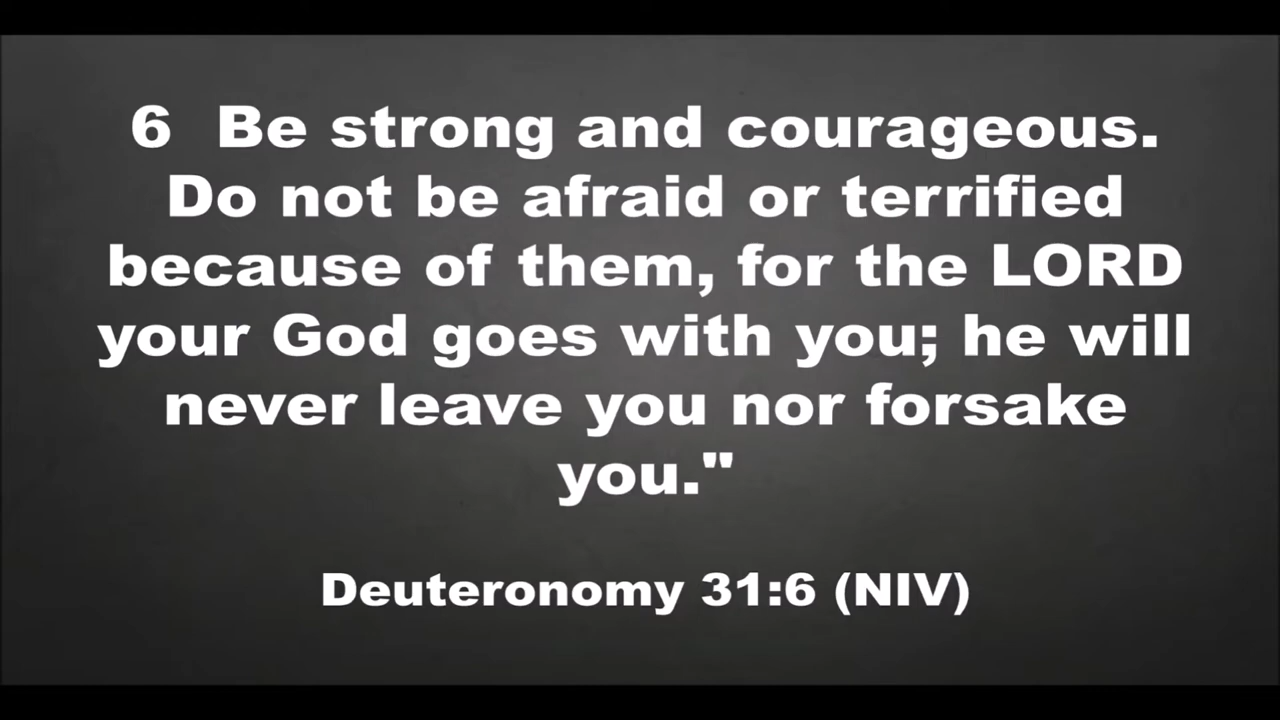 6  Be strong and courageous.
Do not be afraid or terrified
because of them, for the LORD
your God goes with you; he will
never leave you nor forsake
you."
Deuteronomy 31:6 (NIV)